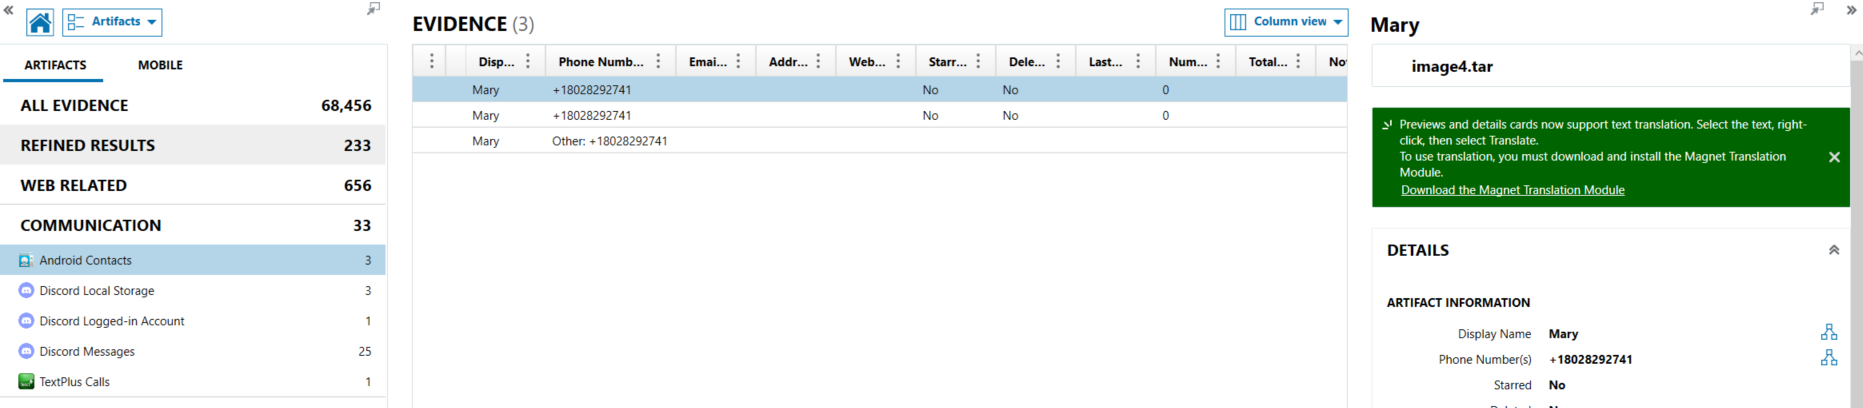 Artifacts
ARTIFACTS MOBILE
ALL EVIDENCE 68,456
REFINED RESULTS 233
WEB RELATED 656
COMMUNICATION 33
Android Contacts 3
Discord Local Storage 3
Discord Logged-in Account 1
Discord Messages 25
TextPlus Calls 1
EVIDENCE (3)
Column view
Disp... Phone Numb... Emai... Addr... Web... Starr... Dele... Last... Num... Total... No
Mary +18028292741 No No 0
Mary +18028292741 No No 0
Mary Other: +18028292741
Mary
image4.tar
Previews and details cards now support text translation. Select the text, right-
click, then select Translate.
To use translation, you must download and install the Magnet Translation
Module.
Download the Magnet Translation Module
DETAILS
ARTIFACT INFORMATION
Display Name Mary
Phone Number(s) +18028292741
Starred No